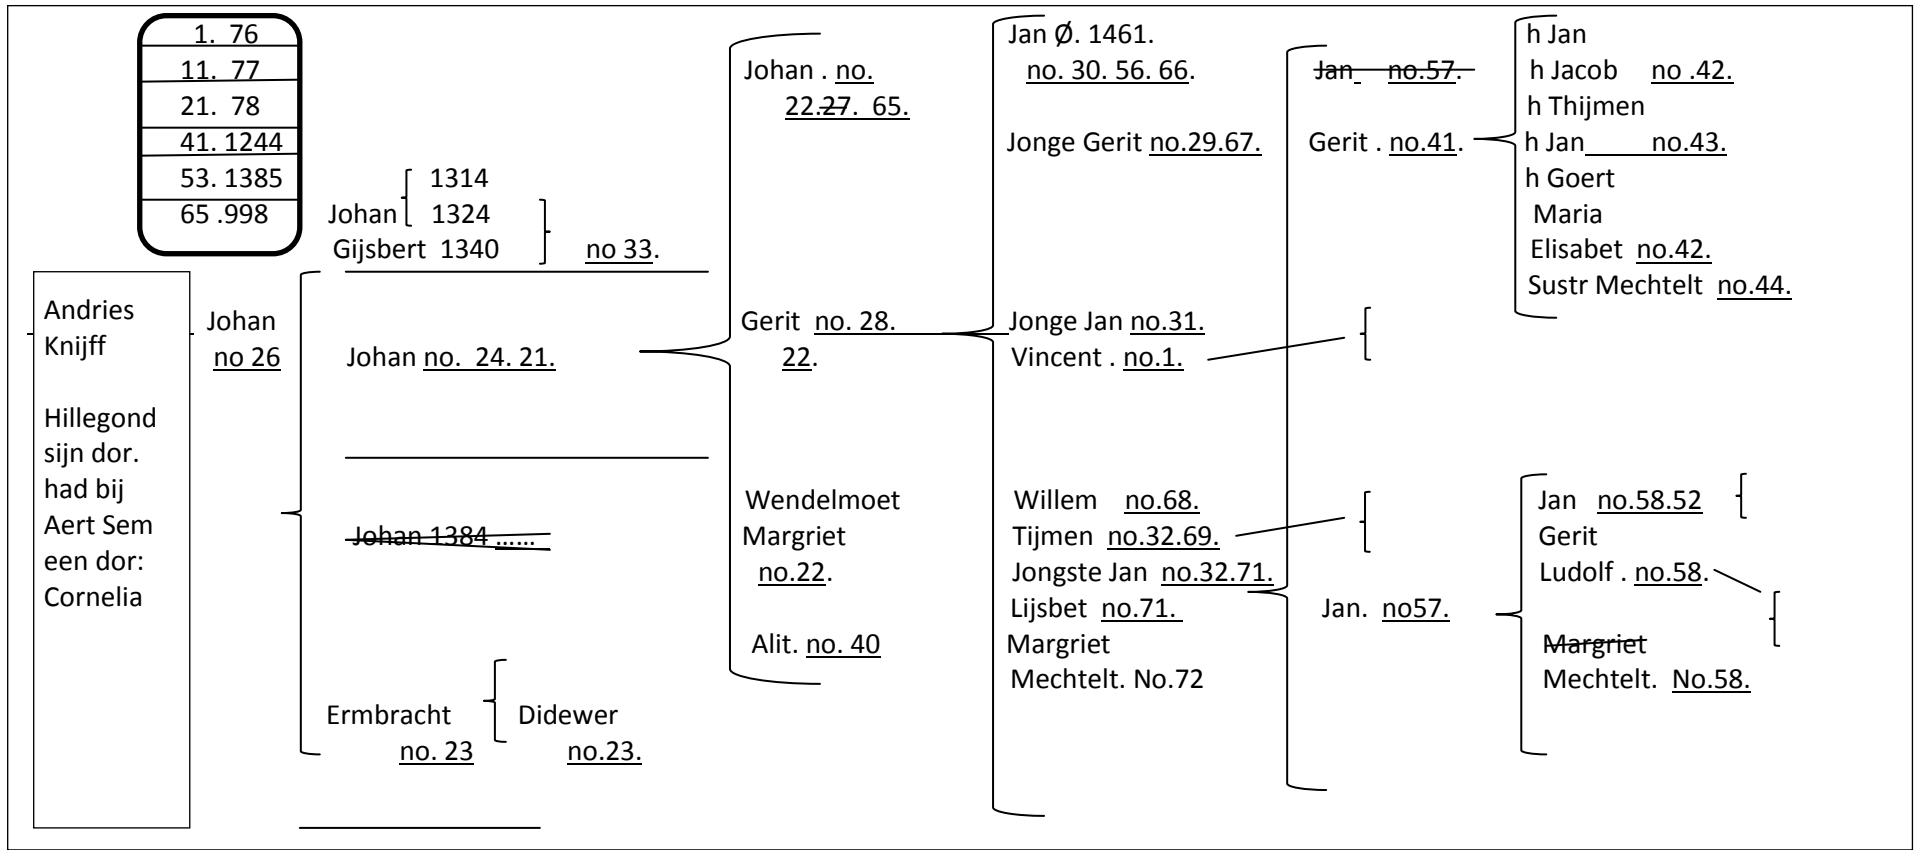 1. 76
11. 77
21. 78
41. 1244
53. 1385
65 .998
Andries
Knijff
Hillegond
sijn dor.
had bij
Aert Sem
een dor:
Cornelia
Johan
no 26
1314
Johan 1324
Gijsbert 1340 no 33.
Johan no. 24. 21.
Johan 1384 ......
Ermbracht
no. 23
Didewer
no.23.
Johan . no.
22.27. 65.
Gerit no. 28.
22.
Wendelmoet
Margriet
no.22.
Alit. no. 40
Jan Ø. 1461.
no. 30. 56. 66.
Jonge Gerit no.29.67.
Jonge Jan no.31.
Vincent . no.1.
Willem no.68.
Tijmen no.32.69.
Jongste Jan no.32.71.
Lijsbet no.71.
Margriet
Mechtelt. No.72
Jan no.57.
Gerit . no.41.
Jan. no57.
h Jan
h Jacob no .42.
h Thijmen
h Jan no.43.
h Goert
Maria
Elisabet no.42.
Sustr Mechtelt no.44.
Jan no.58.52
Gerit
Ludolf . no.58.
Margriet
Mechtelt. No.58.